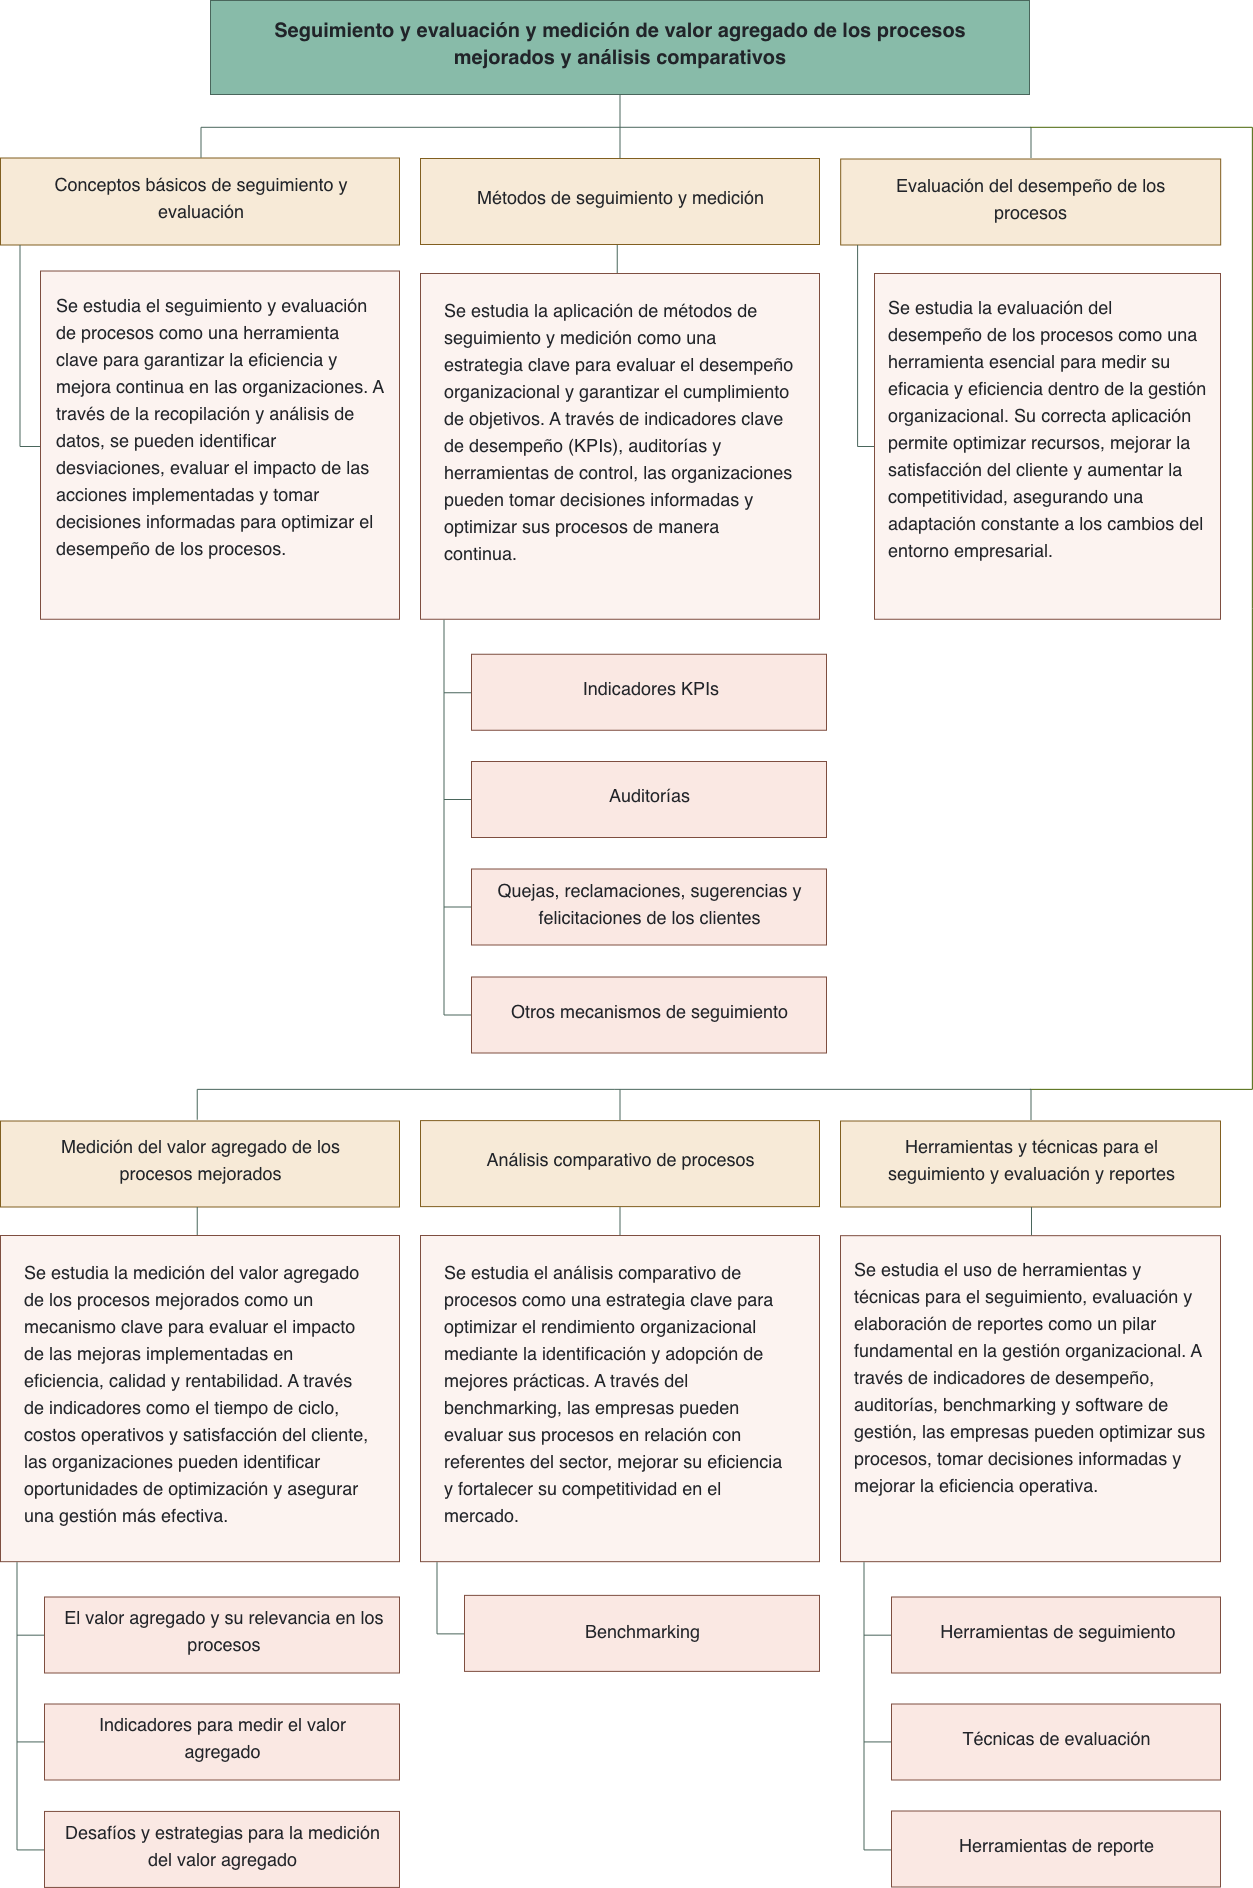 Seguimiento y evaluación y medición de valor agregado de los procesos
mejorados y análisis comparativos
Conceptos básicos de seguimiento y
evaluación
Se estudia el seguimiento y evaluación
de procesos como una herramienta
clave para garantizar la eficiencia y
mejora continua en las organizaciones. A
través de la recopilación y análisis de
datos, se pueden identificar
desviaciones, evaluar el impacto de las
acciones implementadas y tomar
decisiones informadas para optimizar el
desempeño de los procesos.
Métodos de seguimiento y medición
Se estudia la aplicación de métodos de
seguimiento y medición como una
estrategia clave para evaluar el desempeño
organizacional y garantizar el cumplimiento
de objetivos. A través de indicadores clave
de desempeño (KPIs), auditorías y
herramientas de control, las organizaciones
pueden tomar decisiones informadas y
optimizar sus procesos de manera
continua.
Indicadores KPIs
Auditorías
Quejas, reclamaciones, sugerencias y
felicitaciones de los clientes
Otros mecanismos de seguimiento
Evaluación del desempeño de los
procesos
Se estudia la evaluación del
desempeño de los procesos como una
herramienta esencial para medir su
eficacia y eficiencia dentro de la gestión
organizacional. Su correcta aplicación
permite optimizar recursos, mejorar la
satisfacción del cliente y aumentar la
competitividad, asegurando una
adaptación constante a los cambios del
entorno empresarial.
Medición del valor agregado de los
procesos mejorados
Se estudia la medición del valor agregado
de los procesos mejorados como un
mecanismo clave para evaluar el impacto
de las mejoras implementadas en
eficiencia, calidad y rentabilidad. A través
de indicadores como el tiempo de ciclo,
costos operativos y satisfacción del cliente,
las organizaciones pueden identificar
oportunidades de optimización y asegurar
una gestión más efectiva.
El valor agregado y su relevancia en los
procesos
Indicadores para medir el valor
agregado
Desafíos y estrategias para la medición
del valor agregado
Análisis comparativo de procesos
Se estudia el análisis comparativo de
procesos como una estrategia clave para
optimizar el rendimiento organizacional
mediante la identificación y adopción de
mejores prácticas. A través del
benchmarking, las empresas pueden
evaluar sus procesos en relación con
referentes del sector, mejorar su eficiencia
y fortalecer su competitividad en el
mercado.
Benchmarking
Herramientas y técnicas para el
seguimiento y evaluación y reportes
Se estudia el uso de herramientas y
técnicas para el seguimiento, evaluación y
elaboración de reportes como un pilar
fundamental en la gestión organizacional. A
través de indicadores de desempeño,
auditorías, benchmarking y software de
gestión, las empresas pueden optimizar sus
procesos, tomar decisiones informadas y
mejorar la eficiencia operativa.
Herramientas de seguimiento
Técnicas de evaluación
Herramientas de reporte